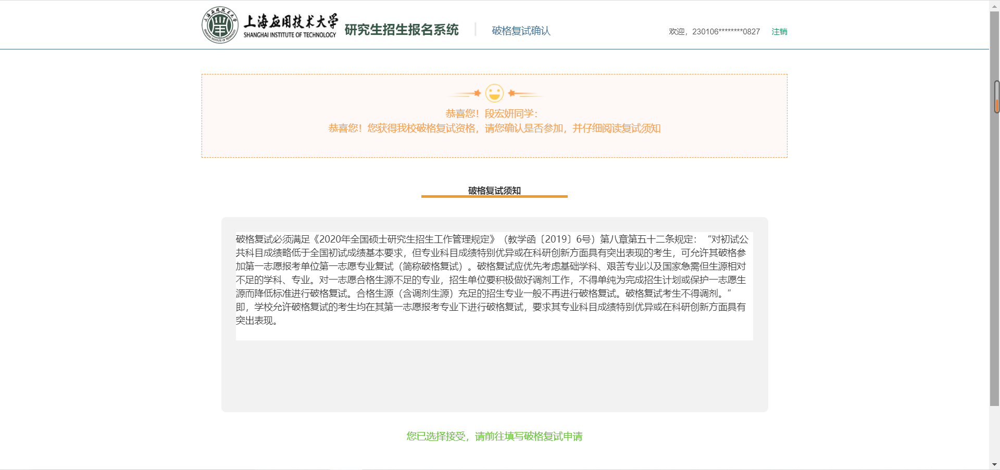 上海应用技术大学
SHANGHAI INSTITUTE OF TECHNOLOGY
研究生招生报名系统
破格复试确认
欢迎，230106********0827 注销
恭喜您！段宏妍同学：
恭喜您！您获得我校破格复试资格，请您确认是否参加，并仔细阅读复试须知
破格复试须知
破格复试必须满足《2020年全国硕士研究生招生工作管理规定》（教学函〔2019〕6号）第八章第五十二条规定：“对初试公
共科目成绩略低于全国初试成绩基本要求，但专业科目成绩特别优异或在科研创新方面具有突出表现的考生，可允许其破格参
加第一志愿报考单位第一志愿专业复试（简称破格复试）。破格复试应优先考虑基础学科、艰苦专业以及国家急需但生源相对
不足的学科、专业。对一志愿合格生源不足的专业，招生单位要积极做好调剂工作，不得单纯为完成招生计划或保护一志愿生
源而降低标准进行破格复试。合格生源（含调剂生源）充足的招生专业一般不再进行破格复试。破格复试考生不得调剂。”
即，学校允许破格复试的考生均在其第一志愿报考专业下进行破格复试，要求其专业科目成绩特别优异或在科研创新方面具有
突出表现。
您已选择接受，请前往填写破格复试申请